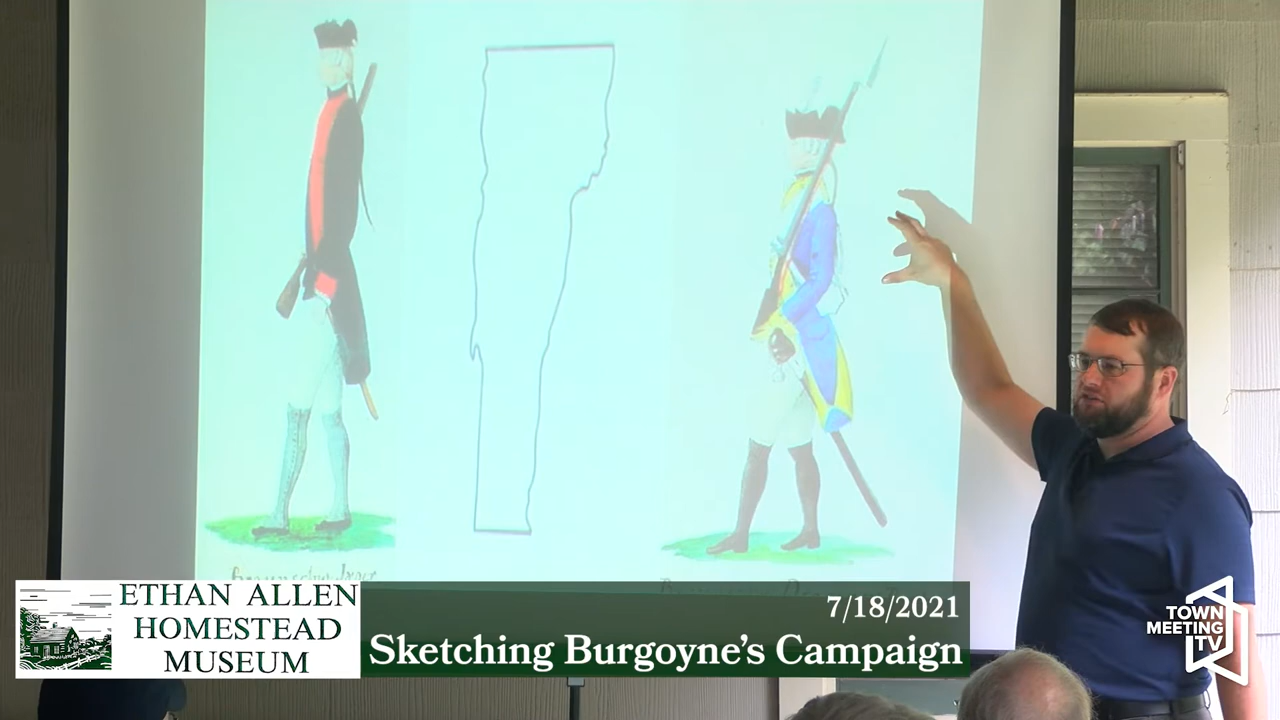 ETHAN ALLEN
HOMESTEAD
MUSEUM
7/18/2021
Sketching Burgoyne's Campaign
TOWN
MEETING
TV